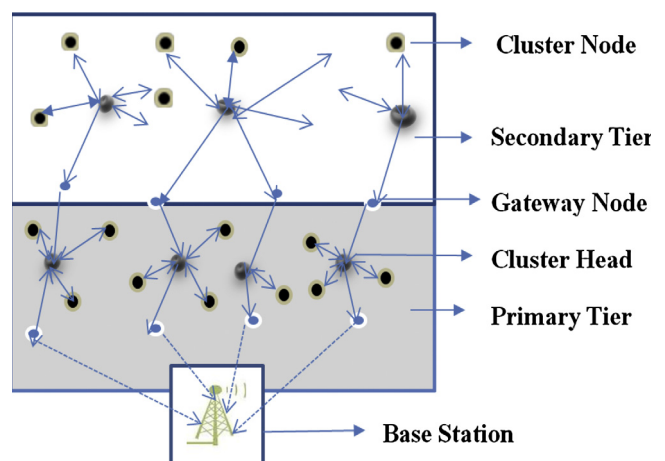 Cluster Node
Secondary Tier
Gateway Node
Cluster Head
Primary Tier
Base Station